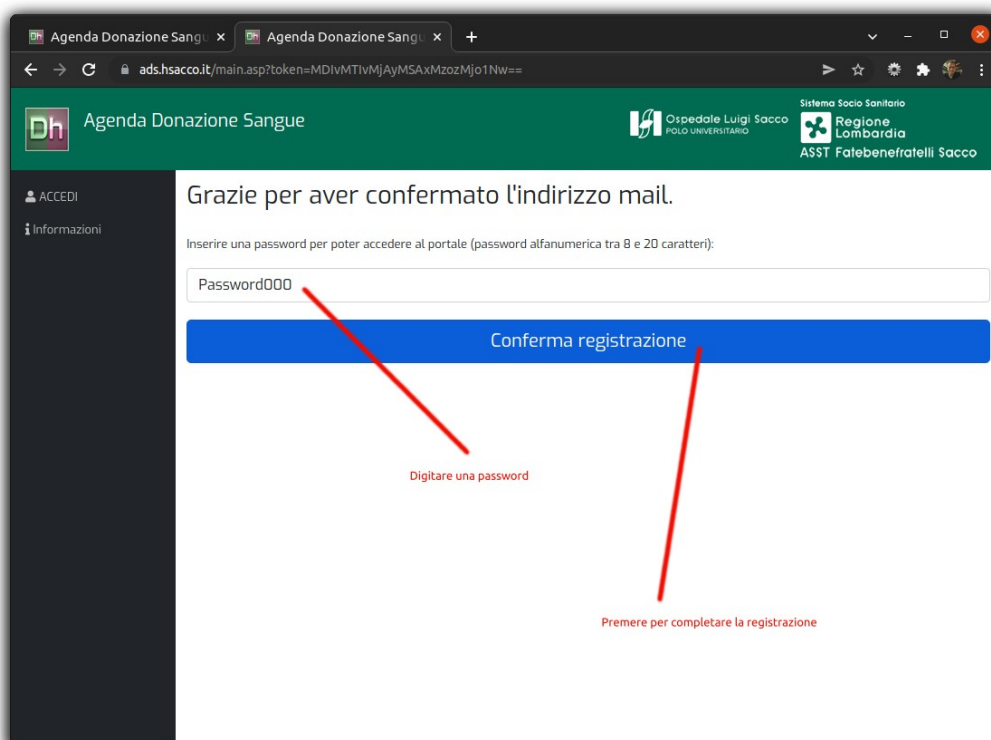 Agenda Donazione Sangu
Agenda Donazione Sangu
ads.hsacco.it/main.asp?token=MDIvMTIvMjAyMSAxMzozMjo1Nw==
Dh
Agenda Donazione Sangue
Ospedale Luigi Sacco
POLO UNIVERSITARIO
Sistema Socio Sanitario
Regione
Lombardia
ASST Fatebenefratelli Sacco
ACCEDI
Informazioni
Grazie per aver confermato l'indirizzo mail.
Inserire una password per poter accedere al portale (password alfanumerica tra 8 e 20 caratteri):
Password000
Conferma registrazione
Digitare una password
Premere per completare la registrazione